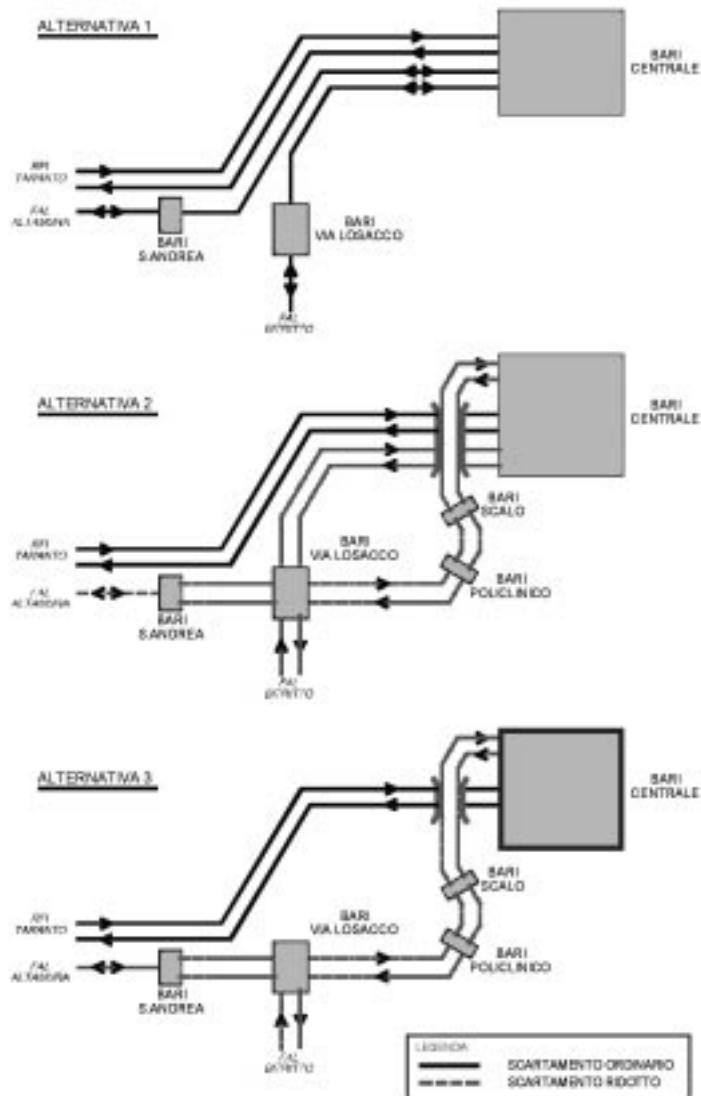 ALTERNATIVA 1
BARI
CENTRALE
RFI
TARANTO
FAL
ALTAMURA
BARI
S.ANDREA
BARI
VIA LOSACCO
FAL
BITRITTO
ALTERNATIVA 2
BARI
CENTRALE
BARI
SCALO
RFI
TARANTO
BARI
VIA LOSACCO
FAL
ALTAMURA
BARI
POLICLINICO
BARI
S.ANDREA
FAL
BITRITTO
ALTERNATIVA 3
BARI
CENTRALE
BARI
SCALO
RFI
TARANTO
BARI
VIA LOSACCO
FAL
ALTAMURA
BARI
POLICLINICO
BARI
S.ANDREA
FAL
BITRITTO
LEGENDA
SCARTAMENTO ORDINARIO
SCARTAMENTO RIDOTTO